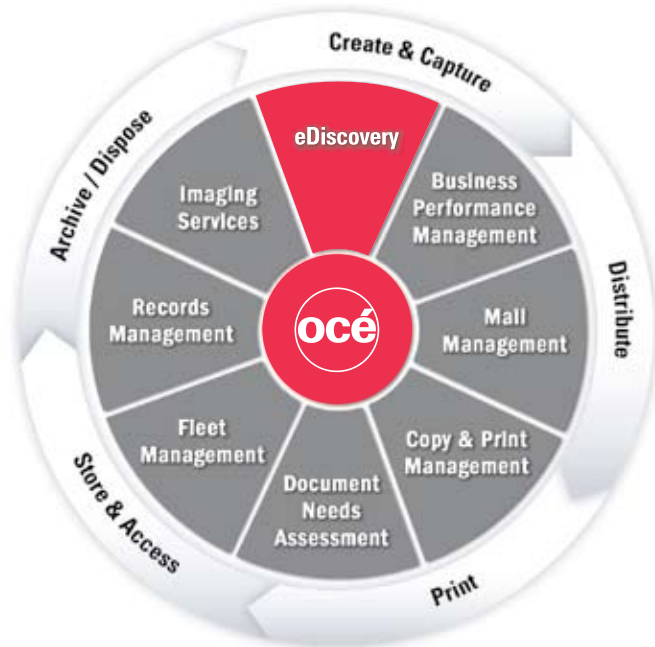 Create & Capture
Distribute
Print
Store & Access
Archive / Dispose
eDiscovery
Business
Performance
Management
Mail
Management
Copy & Print
Management
Document
Needs
Assessment
Fleet
Management
Records
Management
Imaging
Services
océ